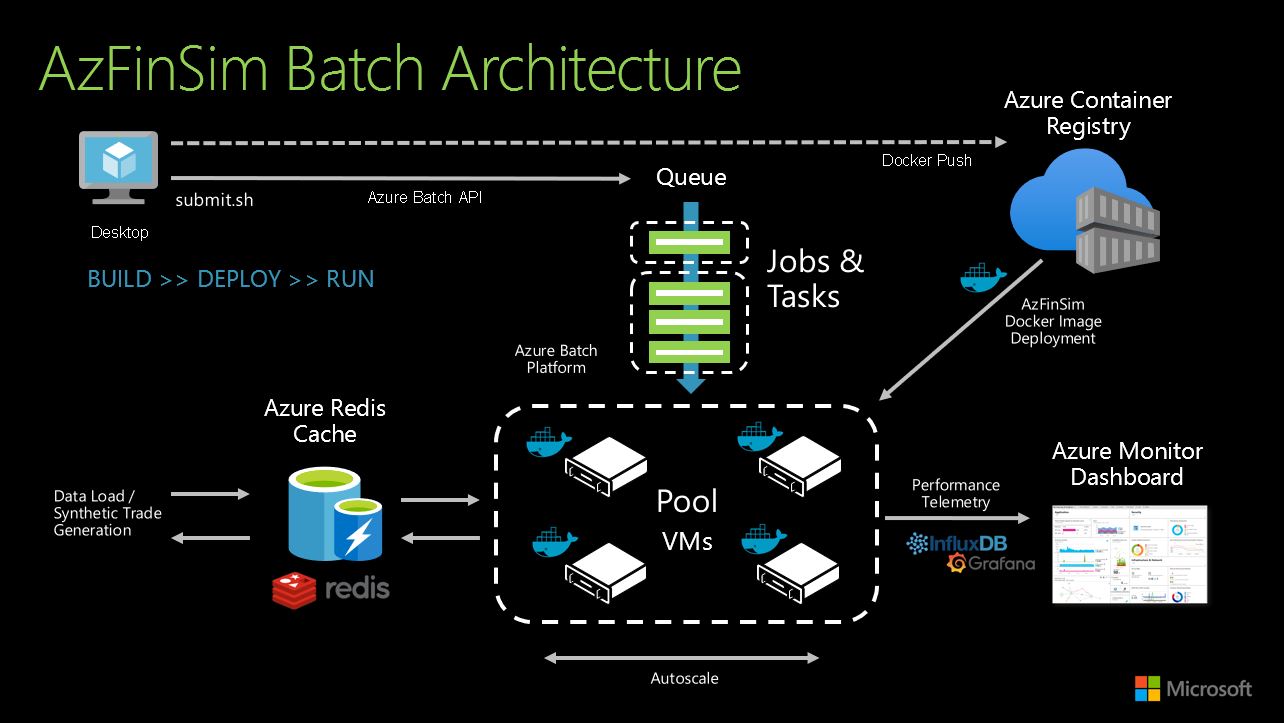 AzFinSim Batch Architecture
Azure Container
Registry
Docker Push
Queue
submit.sh
Azure Batch API
Desktop
BUILD >> DEPLOY >> RUN
Jobs &
Tasks
AzFinSim
Docker Image
Deployment
Azure Batch
Platform
Azure Redis
Cache
Azure Monitor
Dashboard
Data Load /
Synthetic Trade
Generation
Pool
VMs
Performance
Telemetry
InfluxDB
Grafana
redis
Autoscale
Microsoft